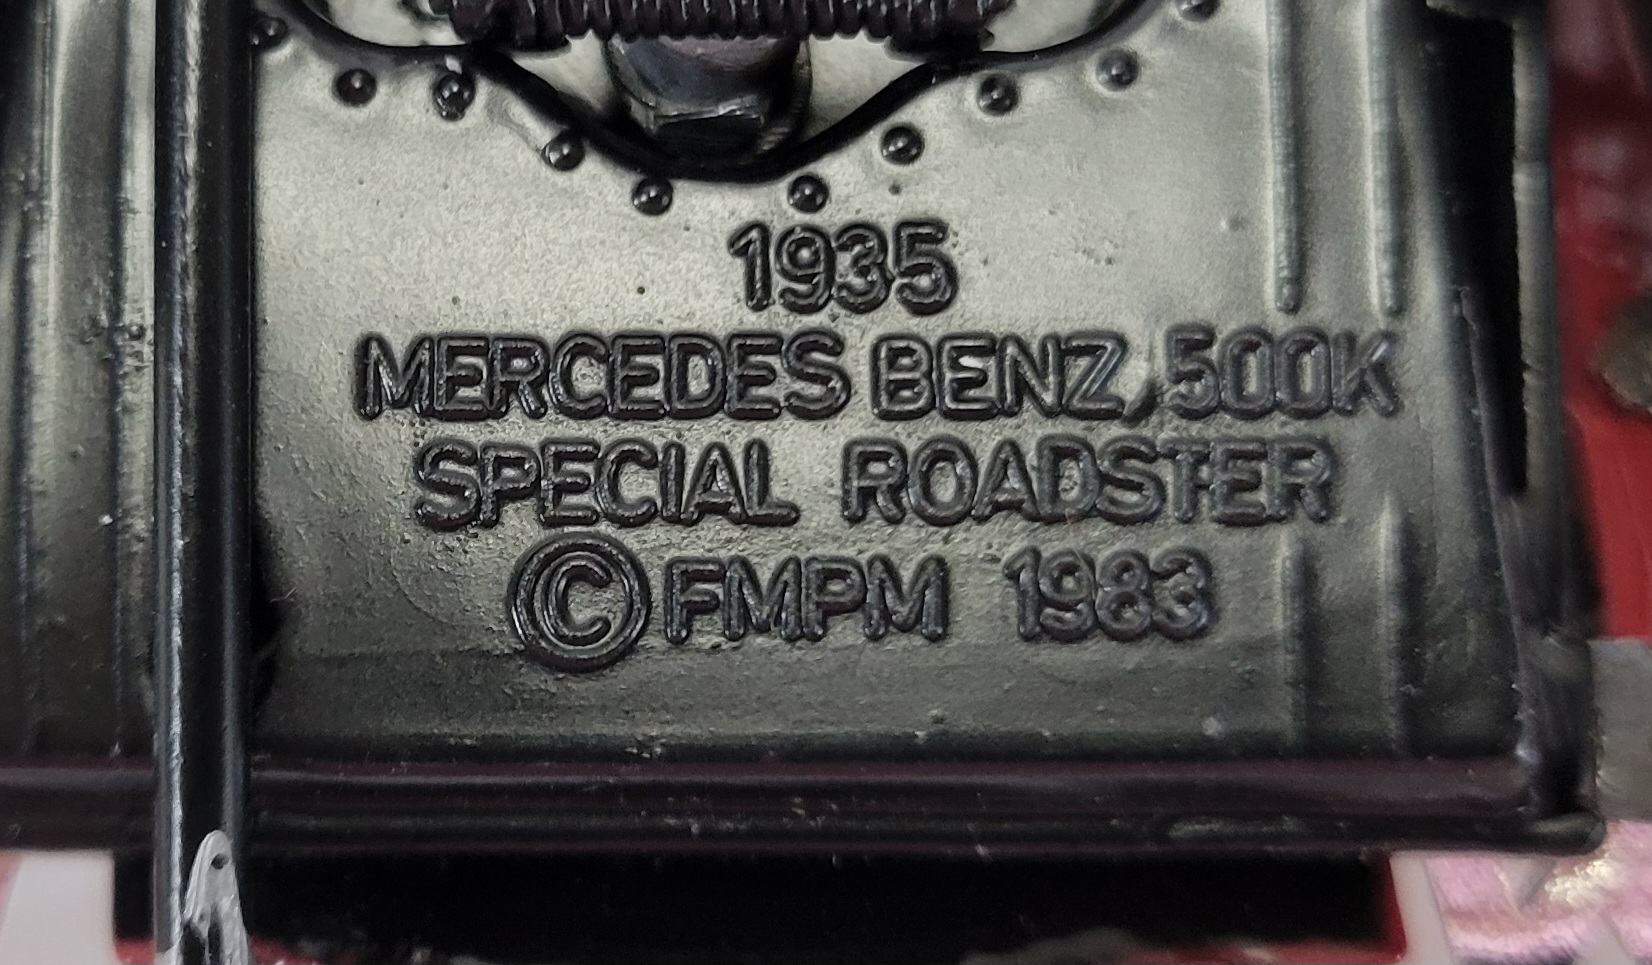 1935
MERCEDES BENZ, 500K
SPECIAL ROADSTER
© FMPM 1983